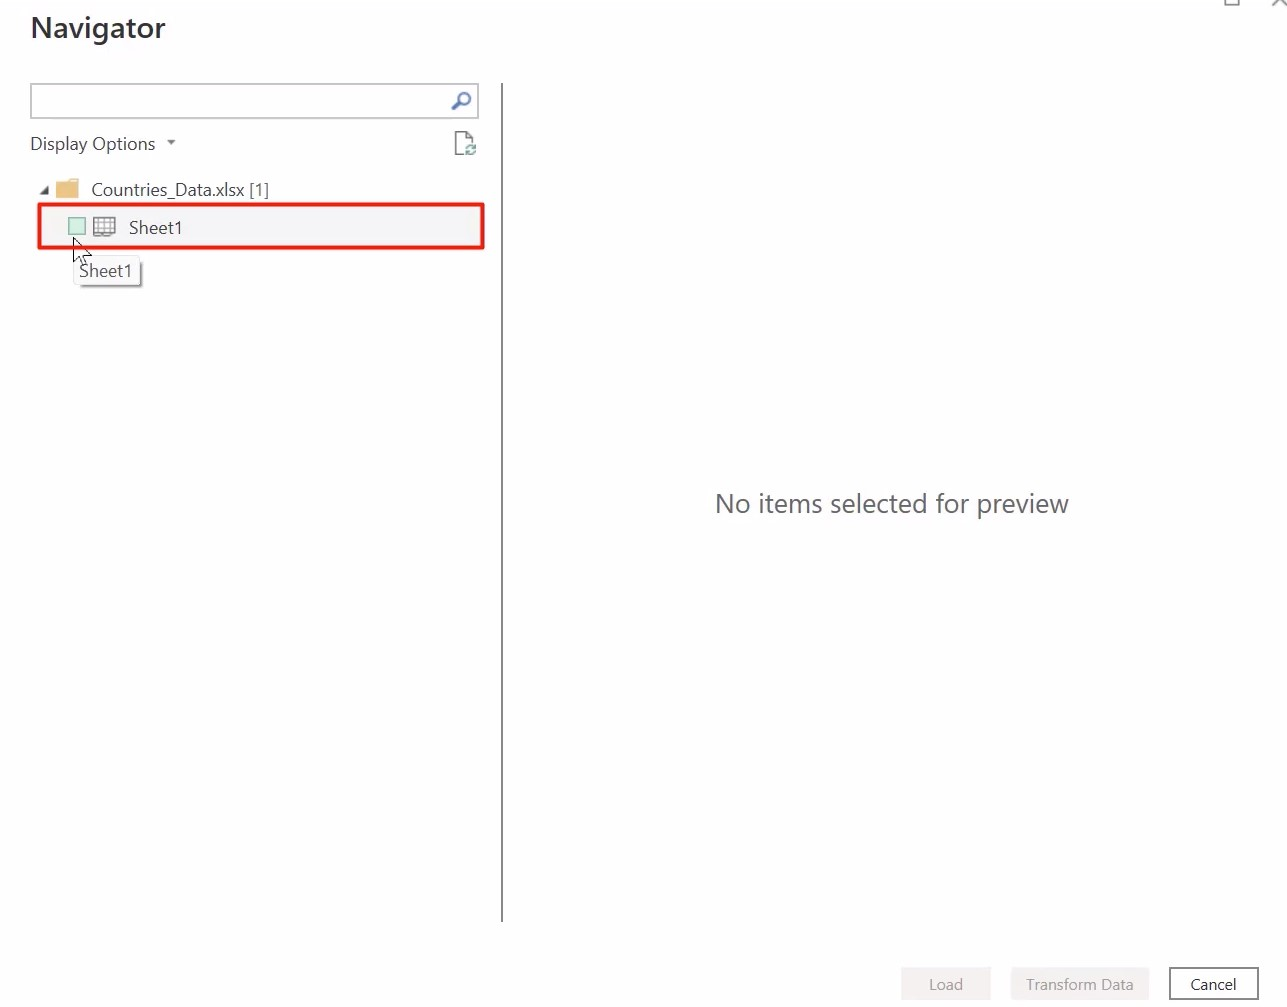 Navigator
Display Options
Countries_Data.xlsx [1]
Sheet1
Sheet1
No items selected for preview
Load
Transform Data
Cancel